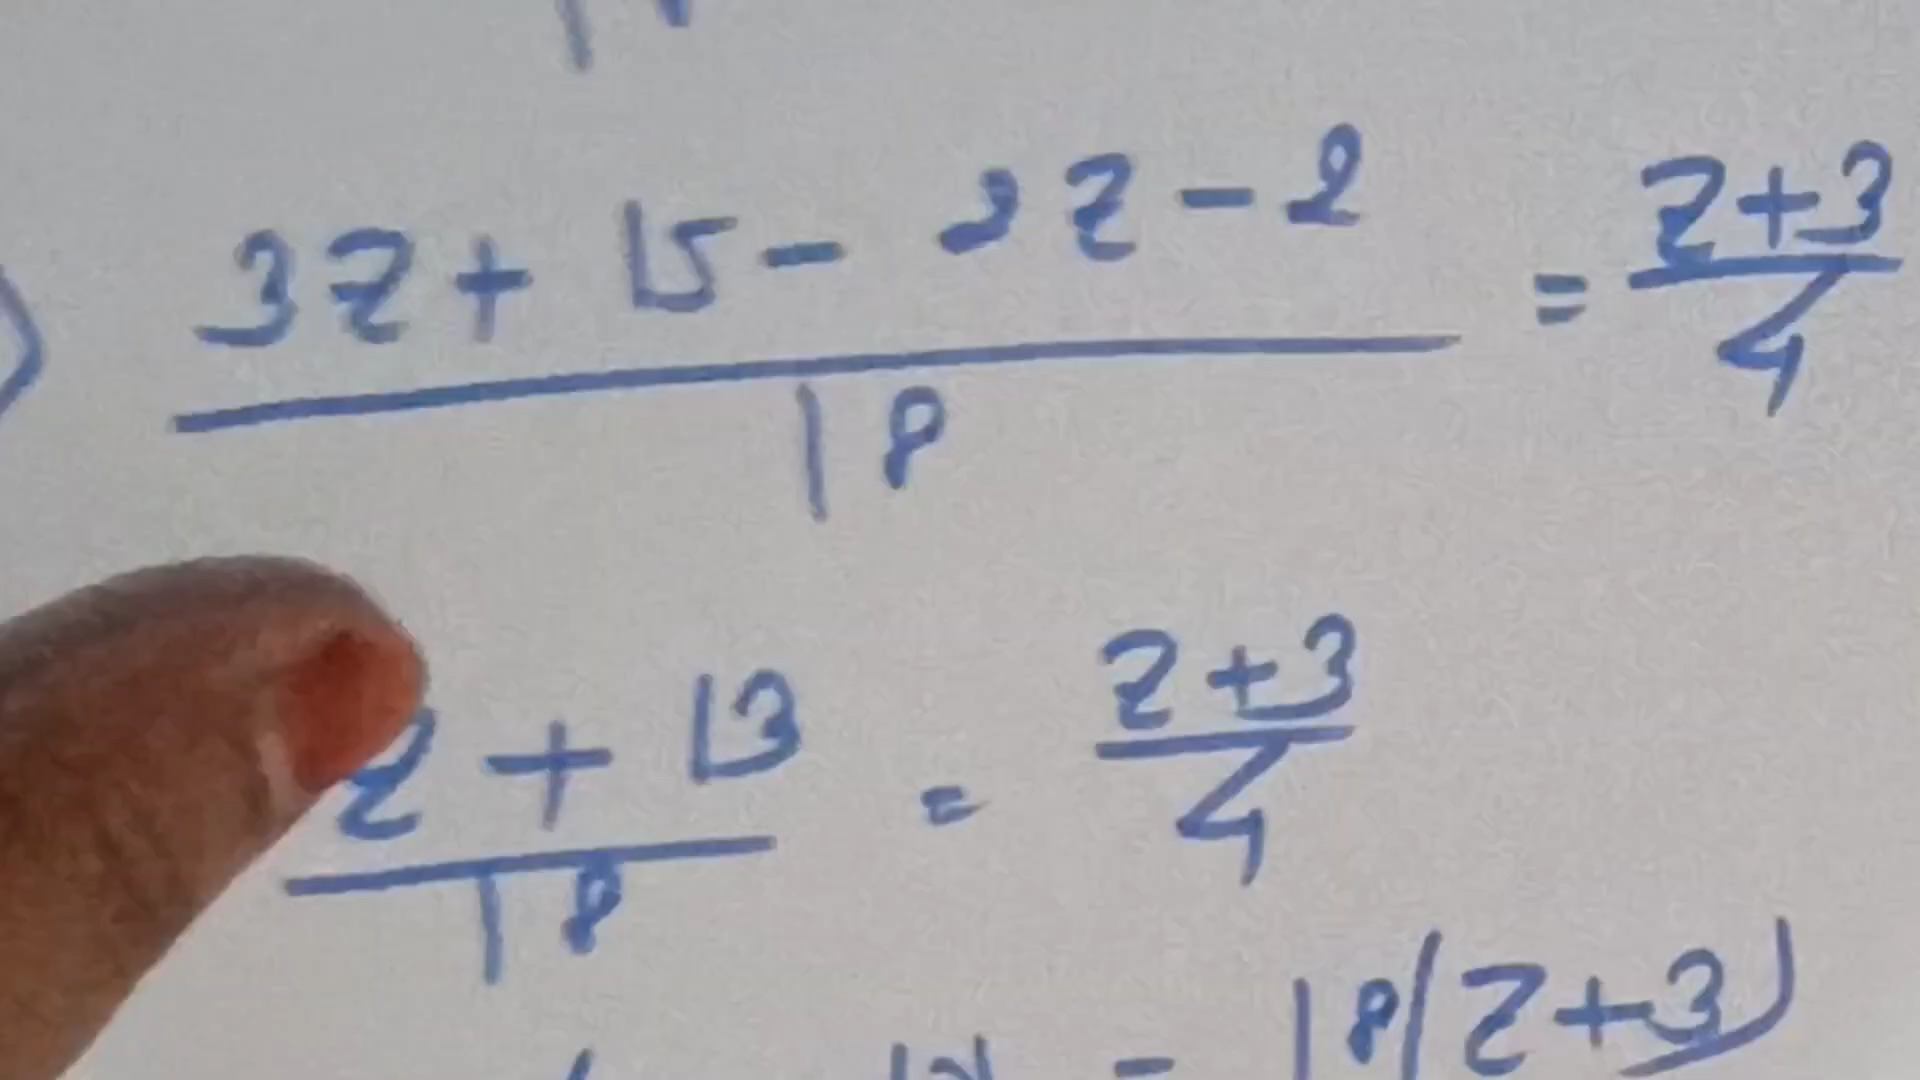 3z + 15 - 2z - 2 / 18 = z+3 / 4
z + 13 / 18 = z+3 / 4
= 18(z+3)